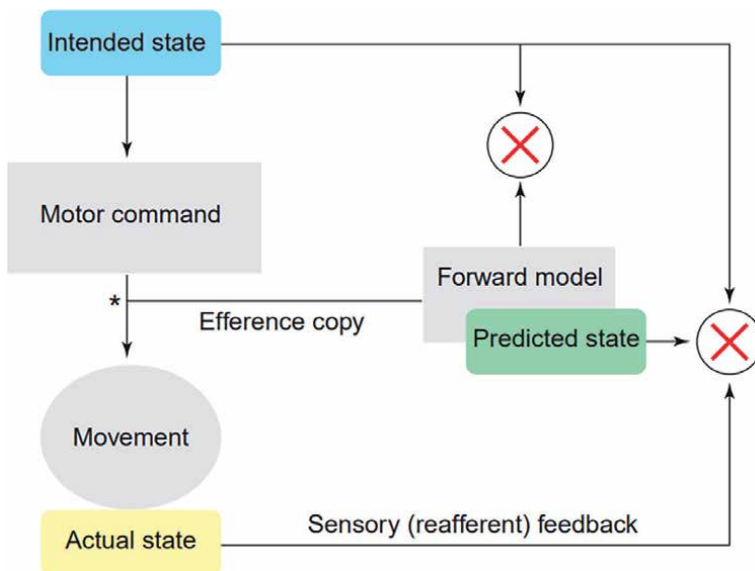 Intended state
Motor command
Forward model
*
Efference copy
Predicted state
Movement
Sensory (reafferent) feedback
Actual state